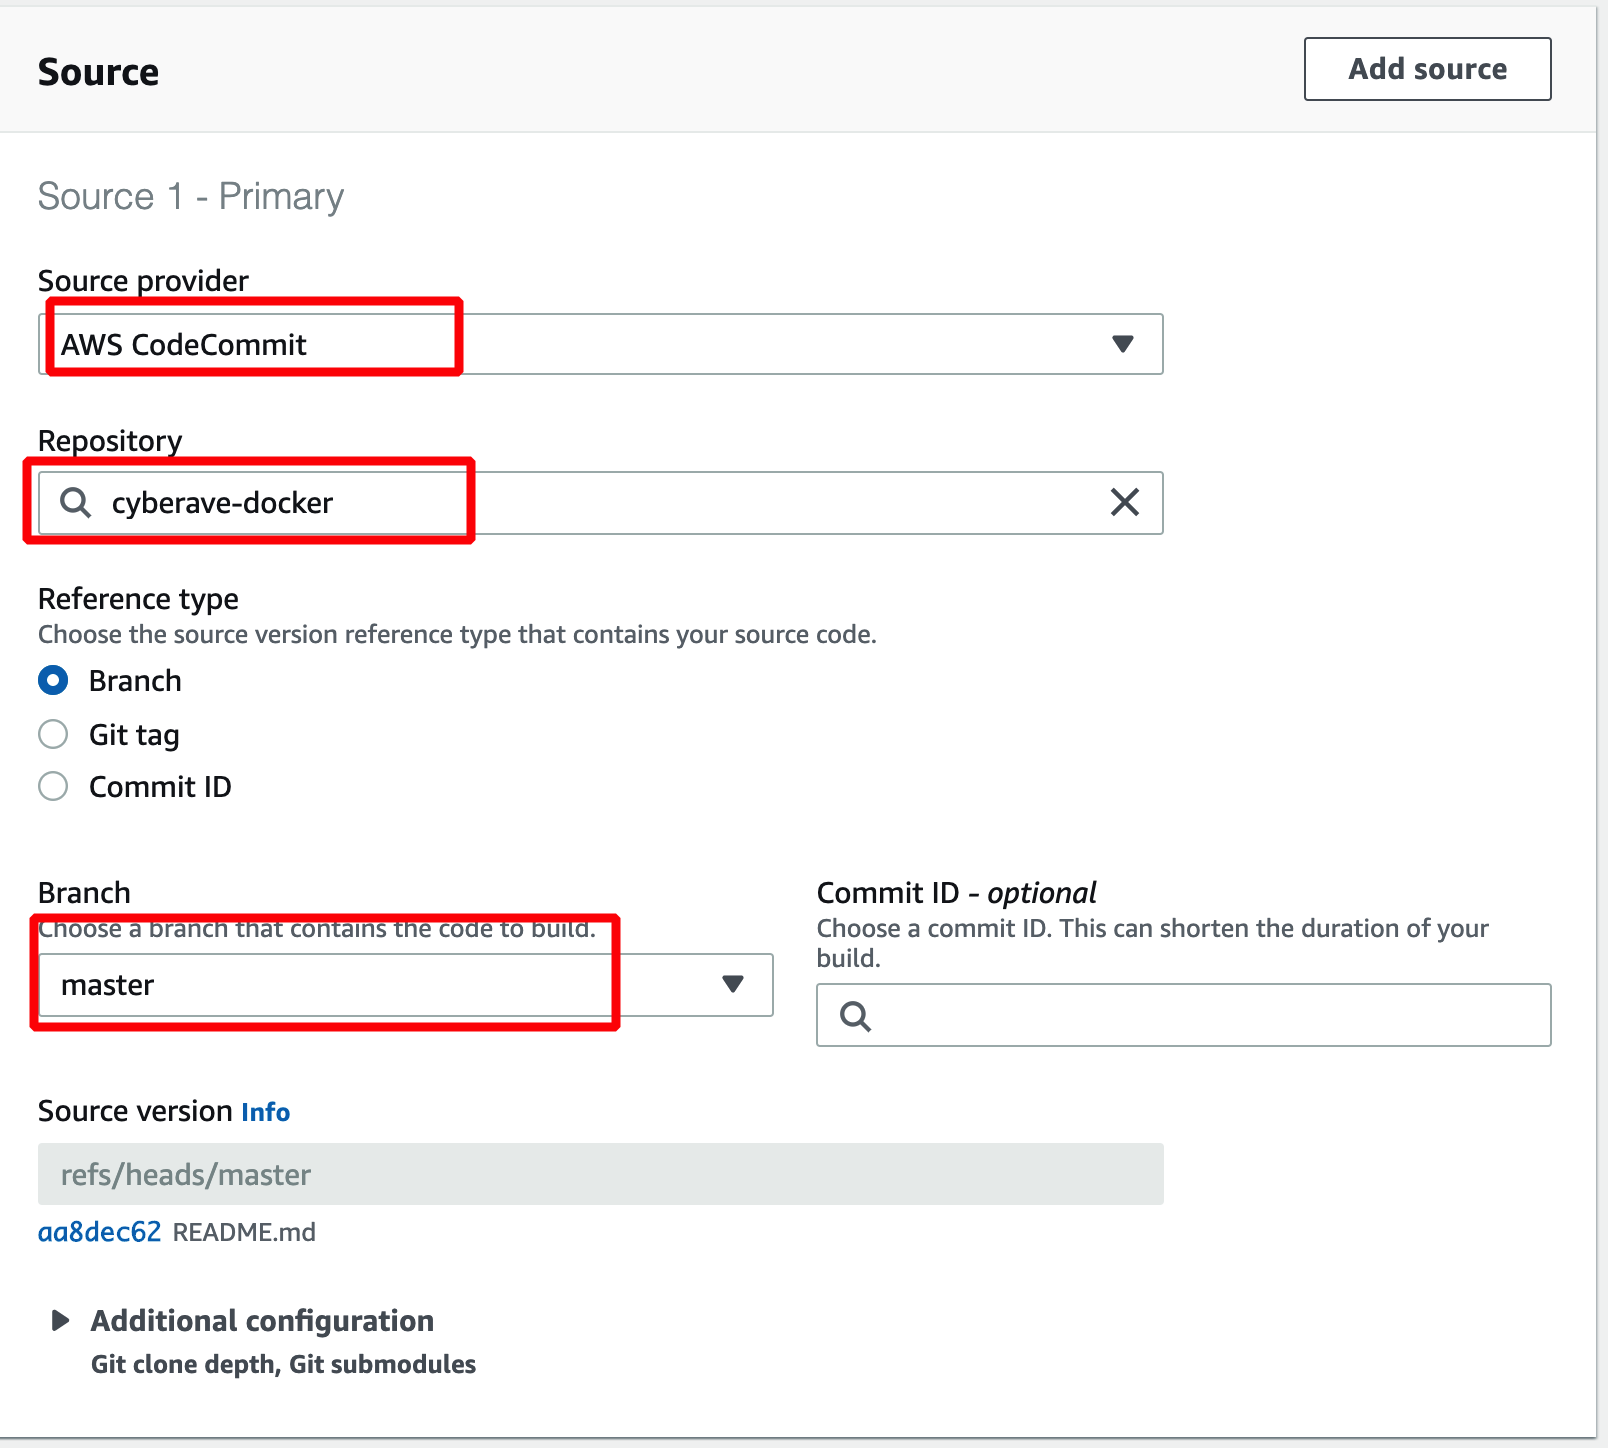 Source
Add source
Source 1 - Primary
Source provider
AWS CodeCommit
Repository
cyberave-docker
Reference type
Choose the source version reference type that contains your source code.
Branch
Git tag
Commit ID
Branch
Choose a branch that contains the code to build.
master
Commit ID - optional
Choose a commit ID. This can shorten the duration of your
build.
Source version Info
refs/heads/master
aa8dec62 README.md
Additional configuration
Git clone depth, Git submodules